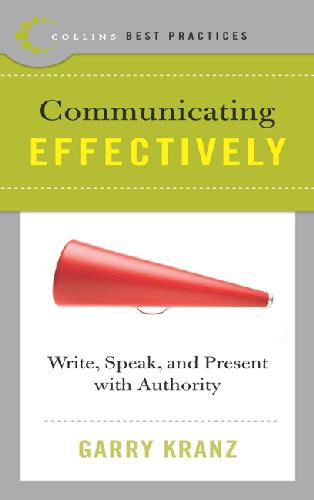 COLLINS BEST PRACTICES
Communicating
EFFECTIVELY
Write, Speak, and Present
with Authority
GARRY KRANZ